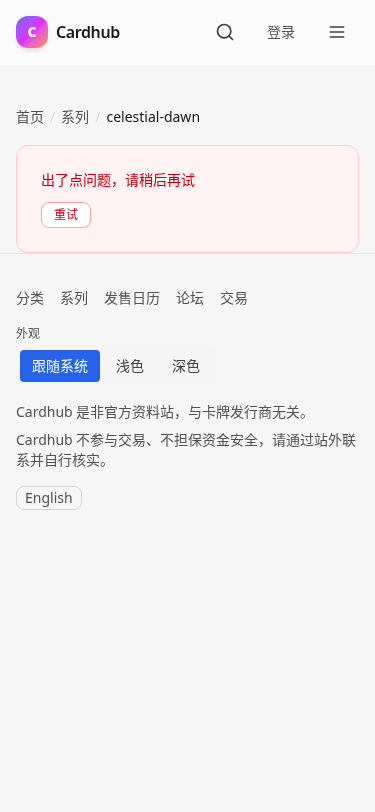 C Cardhub 登录
首页 / 系列 / celestial-dawn
出了点问题，请稍后再试
重试
分类 系列 发售日历 论坛 交易
外观
跟随系统 浅色 深色
Cardhub 是非官方资料站，与卡牌发行商无关。
Cardhub 不参与交易、不担保资金安全，请通过站外联
系并自行核实。
English